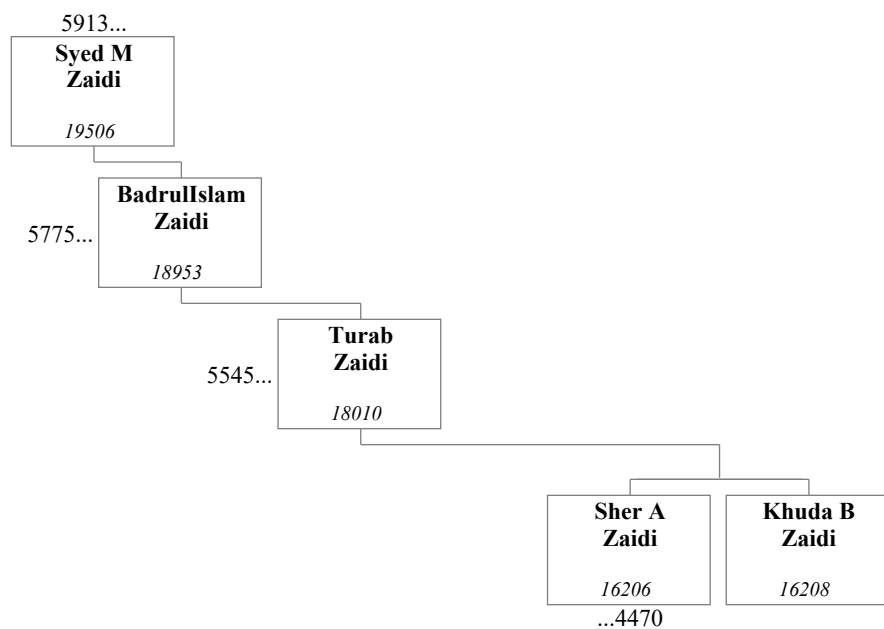 5913...
Syed M
Zaidi
19506
BadrulIslam
Zaidi
5775...
18953
Turab
Zaidi
5545...
18010
Sher A
Zaidi
16206
...4470
Khuda B
Zaidi
16208